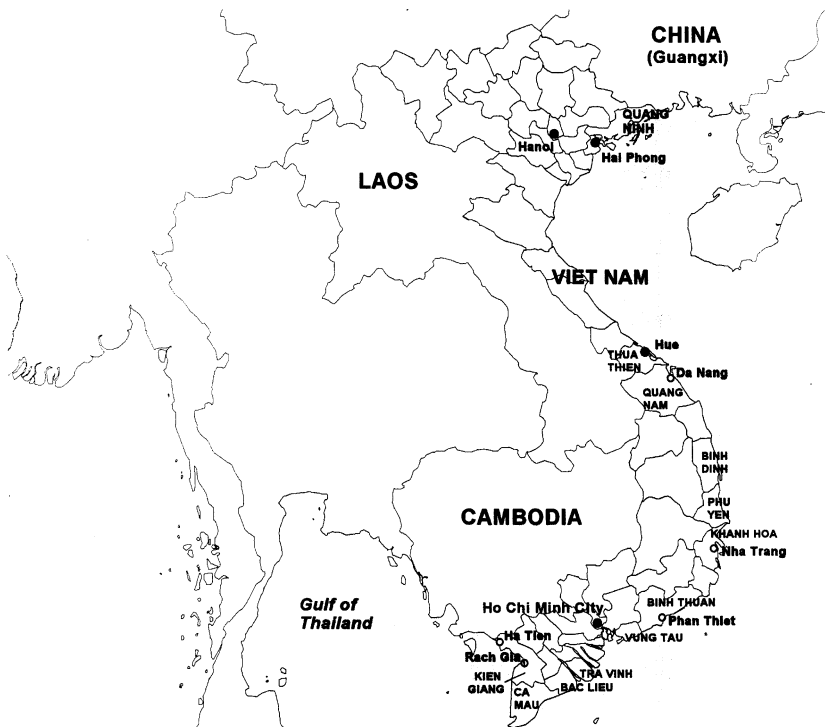 CHINA
(Guangxi)
QUANG
NINH
Hanoi
Hai Phong
LAOS
VIET NAM
Hue
THUA
THIEN
Da Nang
QUANG
NAM
BINH
DINH
PHU
YEN
CAMBODIA
KHANH HOA
Nha Trang
Gulf of
Thailand
Ho Chi Minh City
BINH THUAN
Phan Thiet
VUNG TAU
Ha Tien
Rach Gia
KIEN
GIANG
TRA VINH
BAC LIEU
CA
MAU